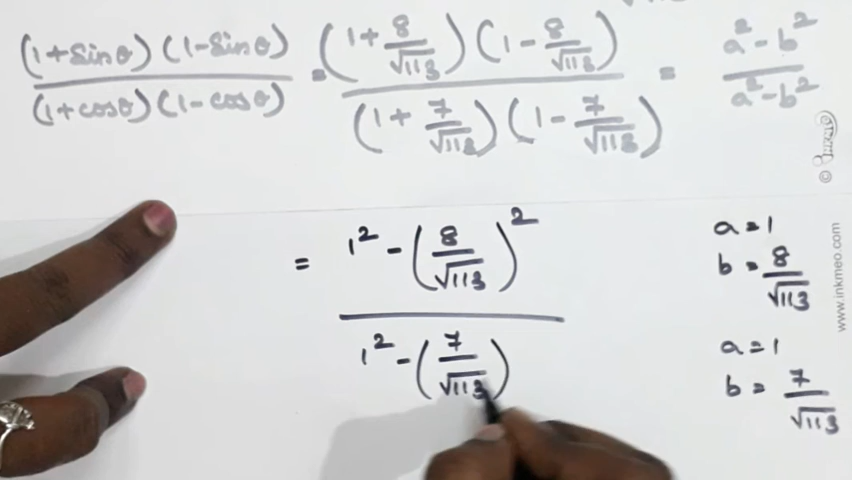 (1+sinθ)(1-sinθ)/(1+cosθ)(1-cosθ) = (1+8/√113)(1-8/√113)/(1+7/√113)(1-7/√113) = a²-b²/a²-b²
= 1²-(8/√113)²/1²-(7/√113)
a=1
b=8/√113
a=1
b=7/√113
© inkmeo
www.inkmeo.com